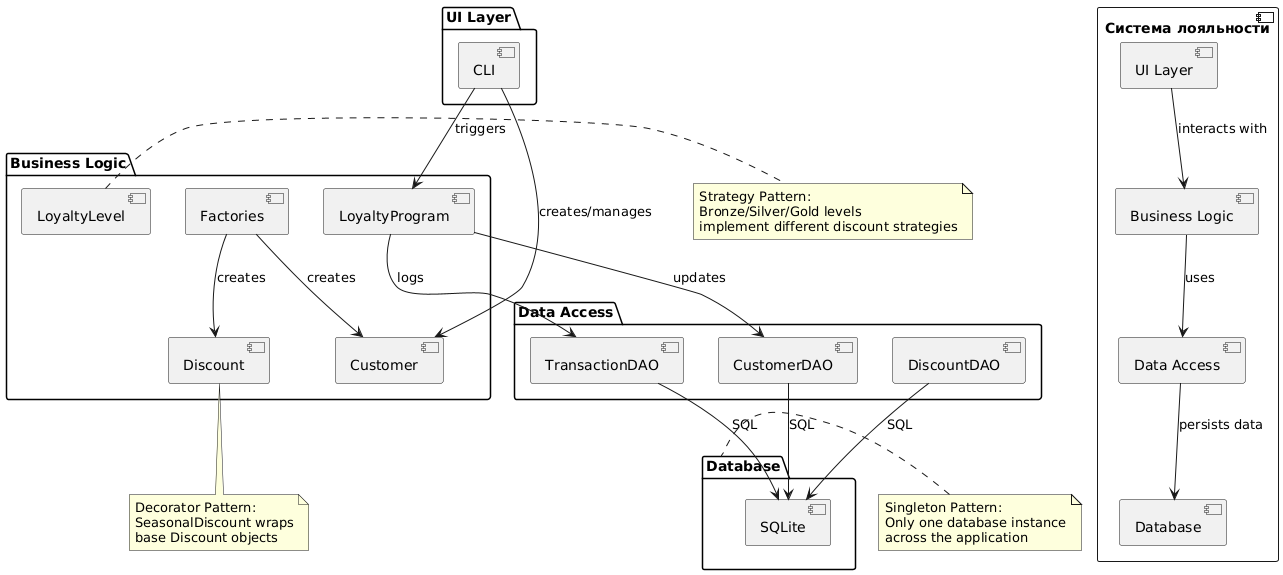 UI Layer
CLI
triggers
creates/manages
Business Logic
LoyaltyLevel
Factories
LoyaltyProgram
creates
creates
logs
updates
Discount
Customer
Strategy Pattern:
Bronze/Silver/Gold levels
implement different discount strategies
Data Access
TransactionDAO
CustomerDAO
DiscountDAO
SQL
SQL
SQL
Database
SQLite
Decorator Pattern:
SeasonalDiscount wraps
base Discount objects
Singleton Pattern:
Only one database instance
across the application
Система лояльности
UI Layer
interacts with
Business Logic
uses
Data Access
persists data
Database